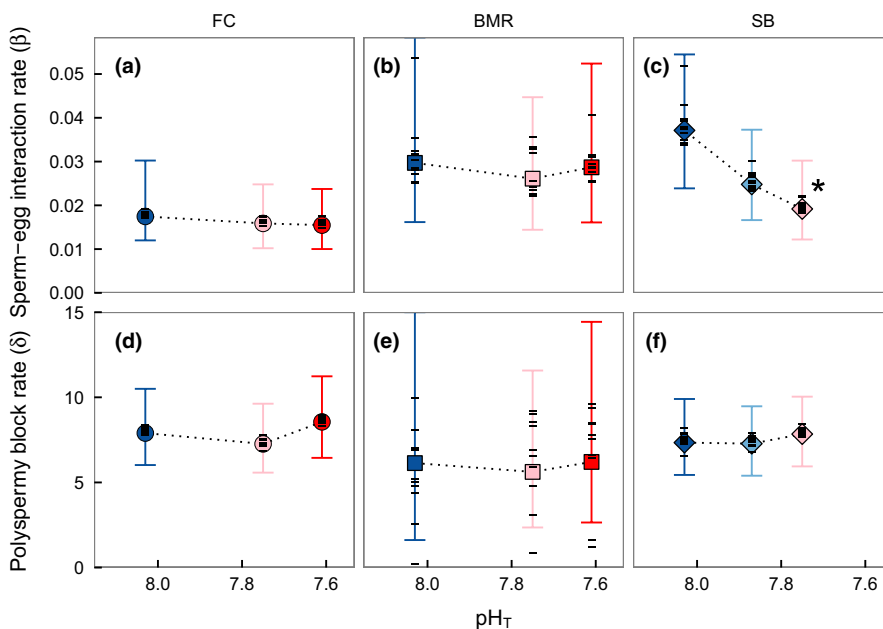 FC BMR SB
Sperm−egg interaction rate (β)
0.05
0.04
0.03
0.02
0.01
0.00
(a) (b) (c)
*
Polyspermy block rate (δ)
15
10
5
0
(d) (e) (f)
8.0 7.8 7.6 8.0 7.8 7.6 8.0 7.8 7.6
pHT